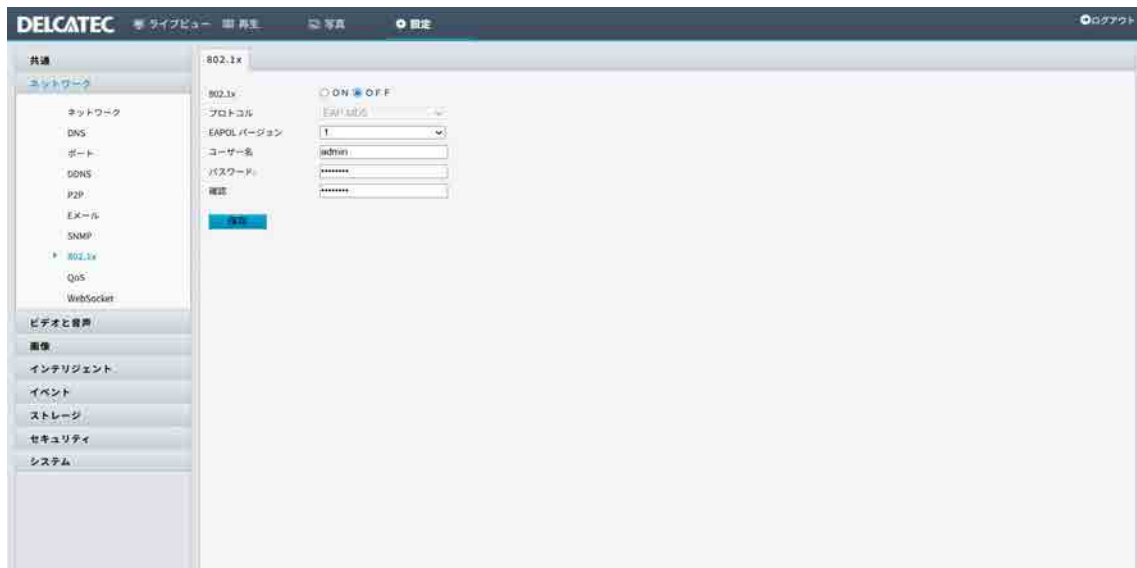 DELCATEC ライブビュー 再生 写真 設定 ログアウト
共通
ネットワーク
ネットワーク
DNS
ポート
DDNS
P2P
Eメール
SNMP
802.1x
QoS
WebSocket
ビデオと音声
画像
インテリジェント
イベント
ストレージ
セキュリティ
システム
802.1x
802.1x ON OFF
プロトコル EAP-MD5
EAPOL バージョン 1
ユーザー名 admin
パスワード: ••••••••
確認 ••••••••
保存